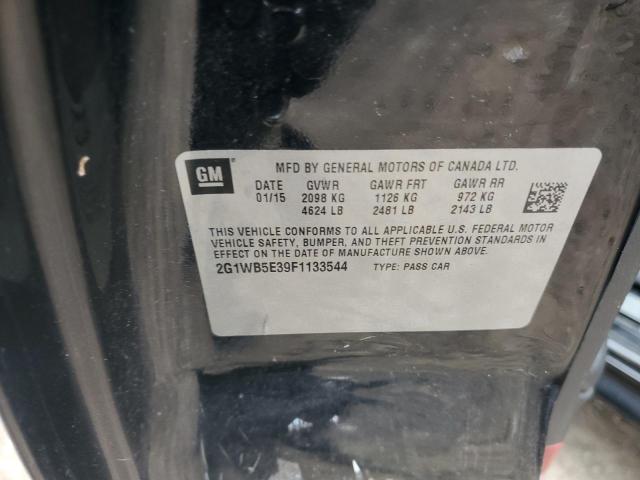 GM
MFD BY GENERAL MOTORS OF CANADA LTD.
DATE GVWR GAWR FRT GAWR RR
01/15 2098 KG 1126 KG 972 KG
4624 LB 2481 LB 2143 LB
THIS VEHICLE CONFORMS TO ALL APPLICABLE U.S. FEDERAL MOTOR
VEHICLE SAFETY, BUMPER, AND THEFT PREVENTION STANDARDS IN
EFFECT ON THE DATE OF MANUFACTURE SHOWN ABOVE.
2G1WB5E39F1133544 TYPE: PASS CAR